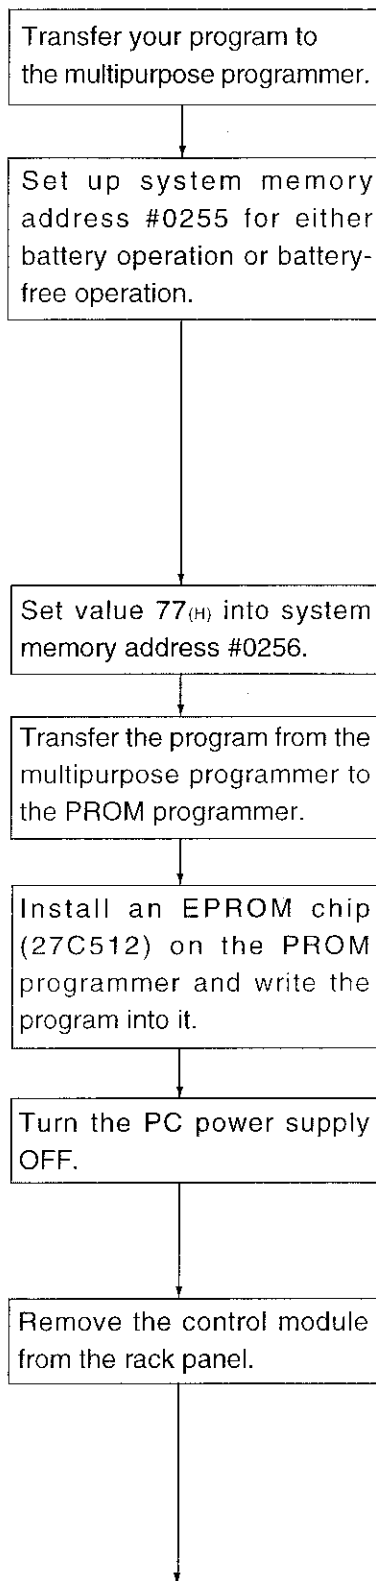 Transfer your program to
the multipurpose programmer.
Set up system memory
address #0255 for either
battery operation or battery-
free operation.
Set value 77(H) into system
memory address #0256.
Transfer the program from the
multipurpose programmer to
the PROM programmer.
Install an EPROM chip
(27C512) on the PROM
programmer and write the
program into it.
Turn the PC power supply
OFF.
Remove the control module
from the rack panel.